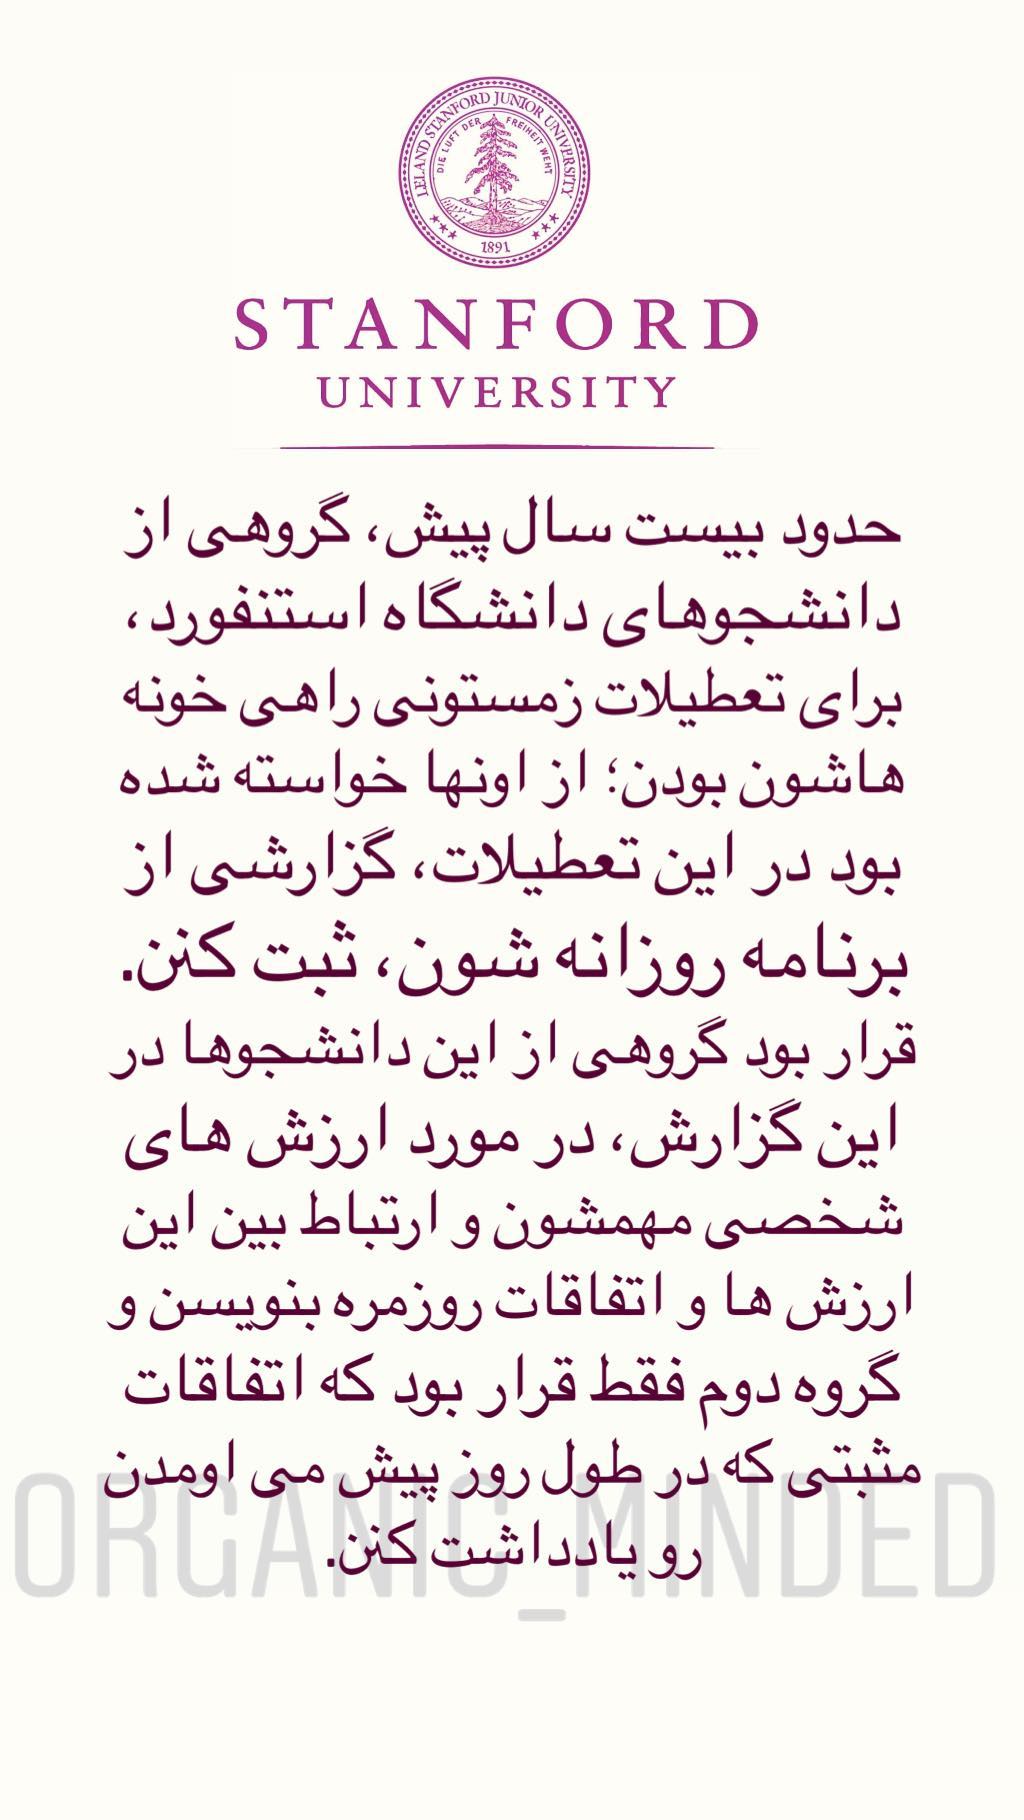 LELAND STANFORD JUNIOR UNIVERSITY
DIE LUFT DER FREIHEIT WEHT
1891
STANFORD
UNIVERSITY
حدود بیست سال پیش، گروهی از
دانشجوهای دانشگاه استنفورد،
برای تعطیلات زمستونی راهی خونه
هاشون بودن؛ از اونها خواسته شده
بود در این تعطیلات، گزارشی از
برنامه روزانه شون، ثبت کنن.
قرار بود گروهی از این دانشجوها در
این گزارش، در مورد ارزش های
شخصی مهمشون و ارتباط بین این
ارزش ها و اتفاقات روزمره بنویسن و
گروه دوم فقط قرار بود که اتفاقات
مثبتی که در طول روز پیش می اومدن
رو یادداشت کنن.
ORGANIC_MINDED